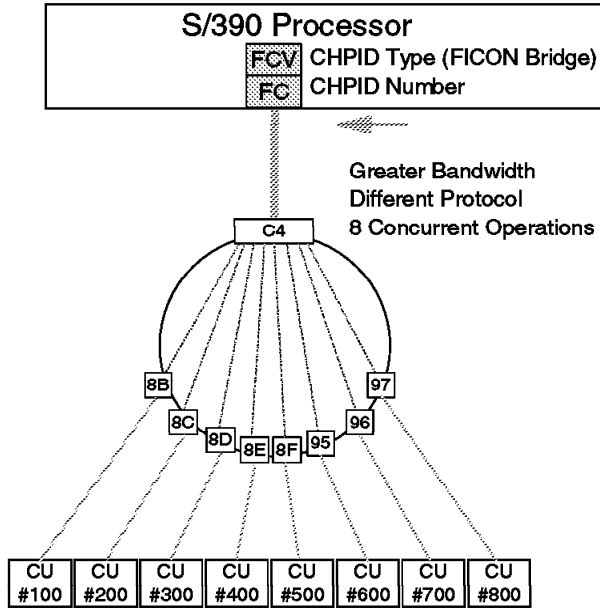 S/390 Processor
FCV CHPID Type (FICON Bridge)
FC CHPID Number
Greater Bandwidth
Different Protocol
8 Concurrent Operations
C4
8B
97
8C
96
8D
8E
8F
95
CU #100
CU #200
CU #300
CU #400
CU #500
CU #600
CU #700
CU #800